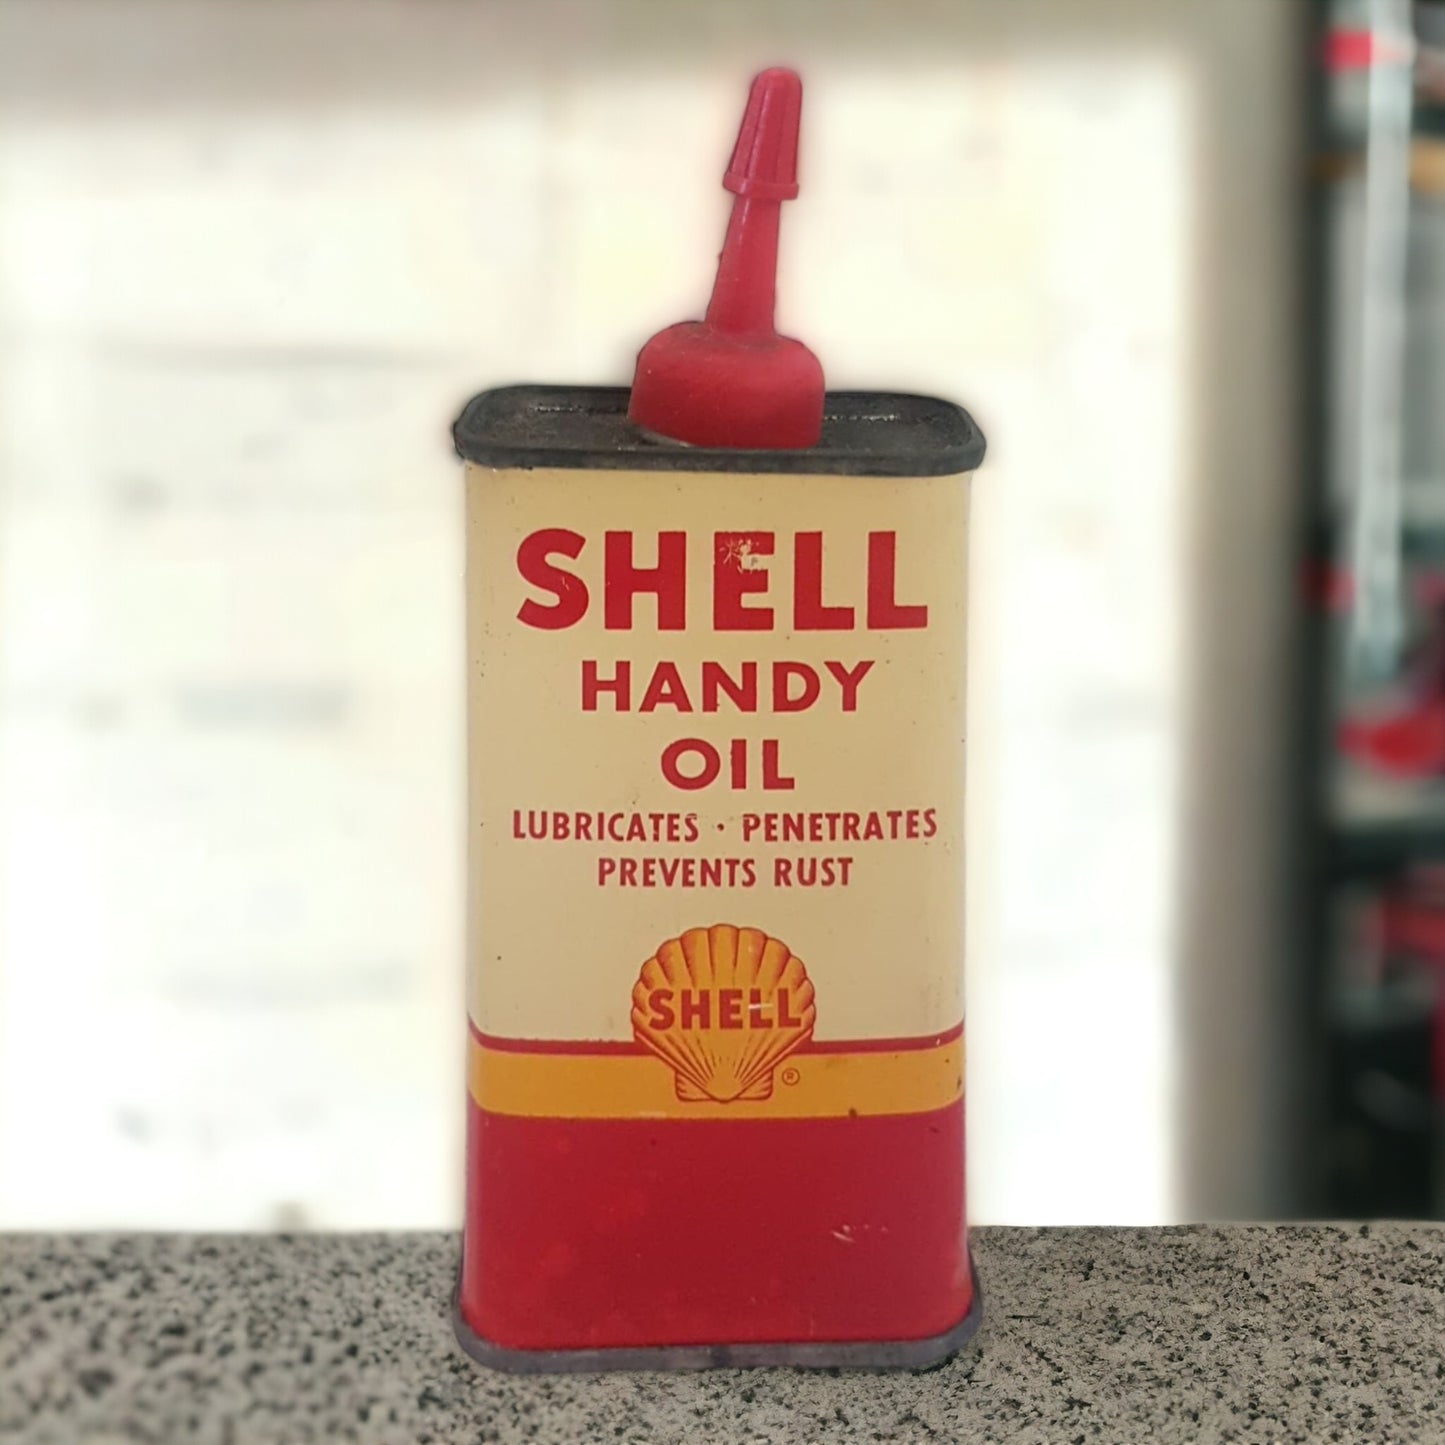 SHELL
HANDY
OIL
LUBRICATES · PENETRATES
PREVENTS RUST
SHELL
®